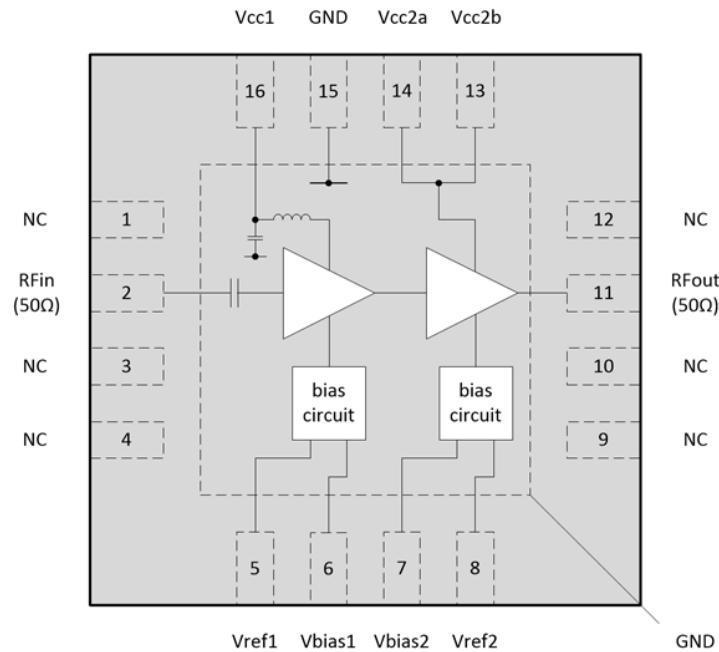 Vcc1 GND Vcc2a Vcc2b
16 15 14 13
NC 1 12 NC
RFin
(50Ω)
2 11
RFout
(50Ω)
NC 3 10 NC
bias
circuit
bias
circuit
NC 4 9 NC
5 6 7 8
Vref1 Vbias1 Vbias2 Vref2 GND